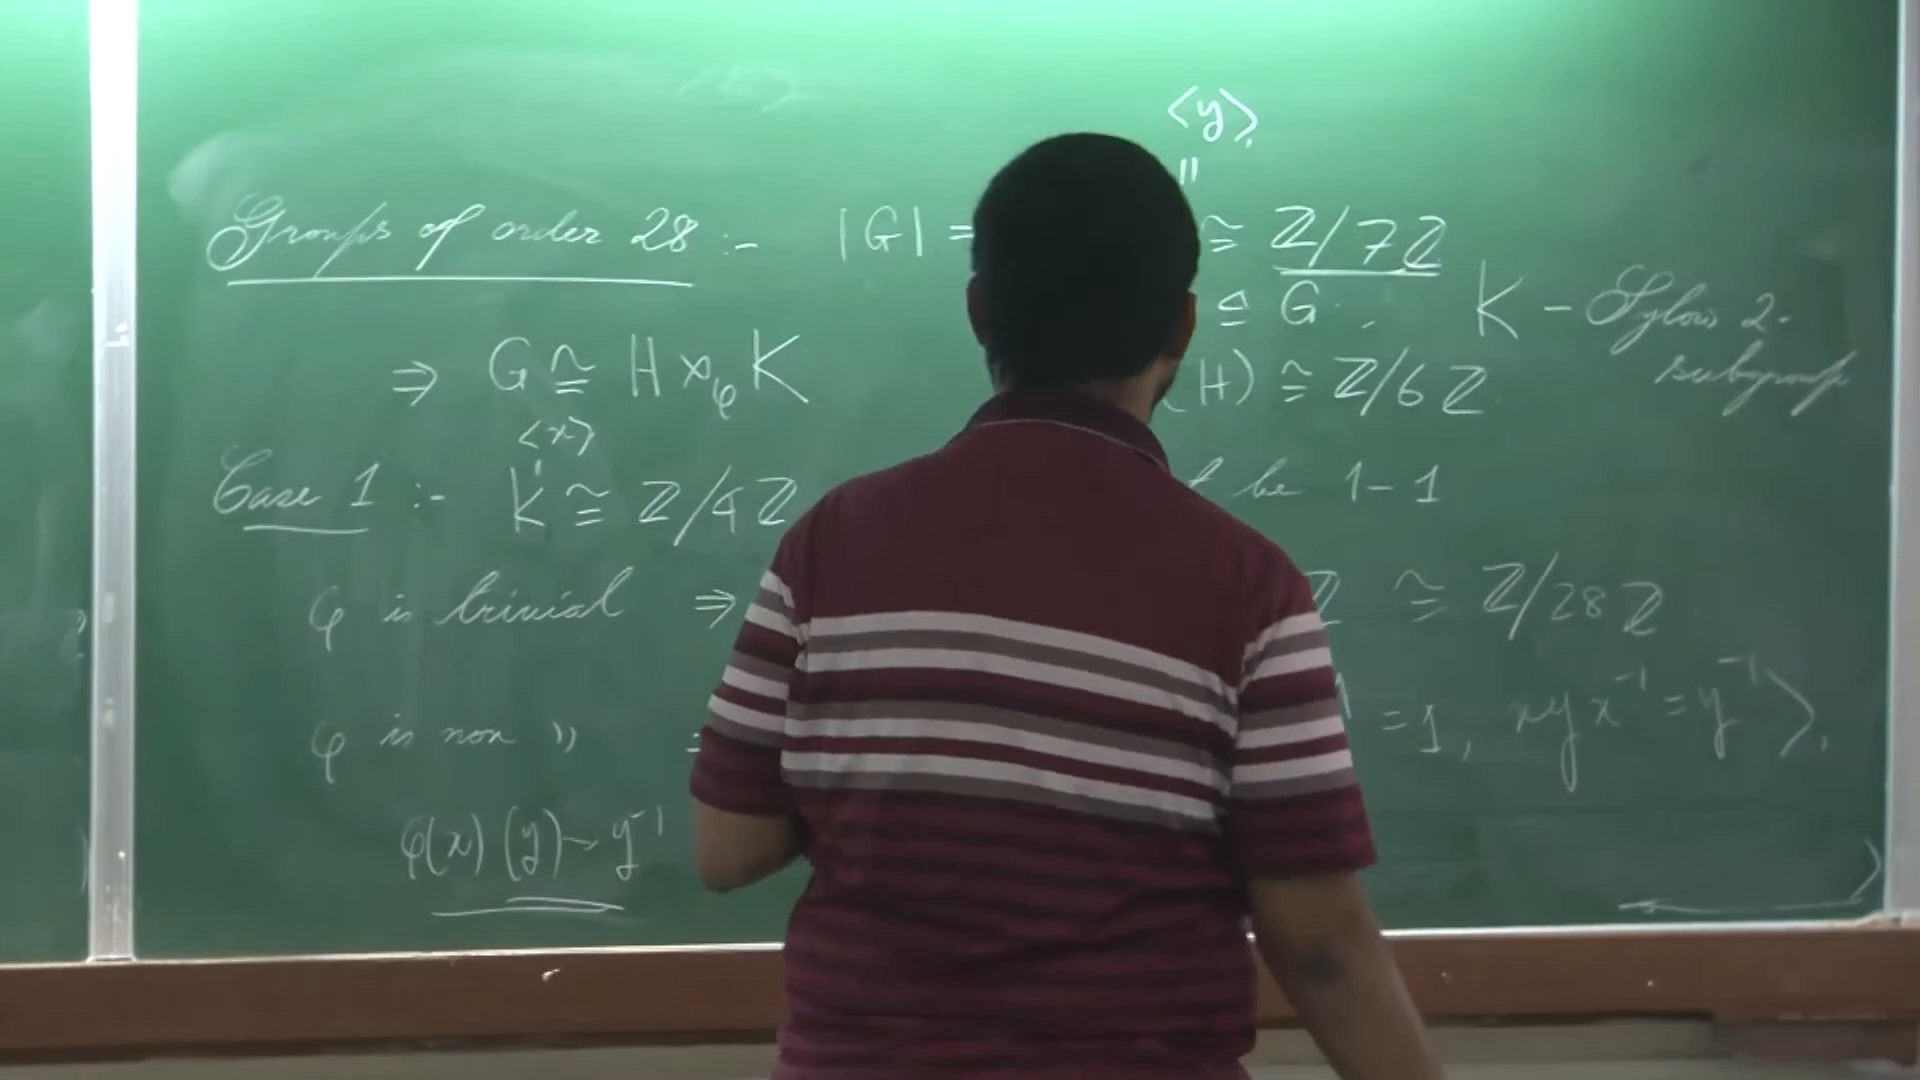 ⟨y⟩.
"
Groups of order 28 :- |G| = ≅ ℤ/7ℤ
⊴ G. , K - Sylow 2-
subgroup
⇒ G ≅ H ⋊_φ K (H) ≅ ℤ/6ℤ.
⟨x⟩
Case 1 :- K ≅ ℤ/4ℤ be 1-1
φ is trivial ⇒ ℤ ≅ ℤ/28ℤ.
φ is non " = 1, xyx⁻¹ = y⁻¹⟩.
φ(x)(y) = y⁻¹